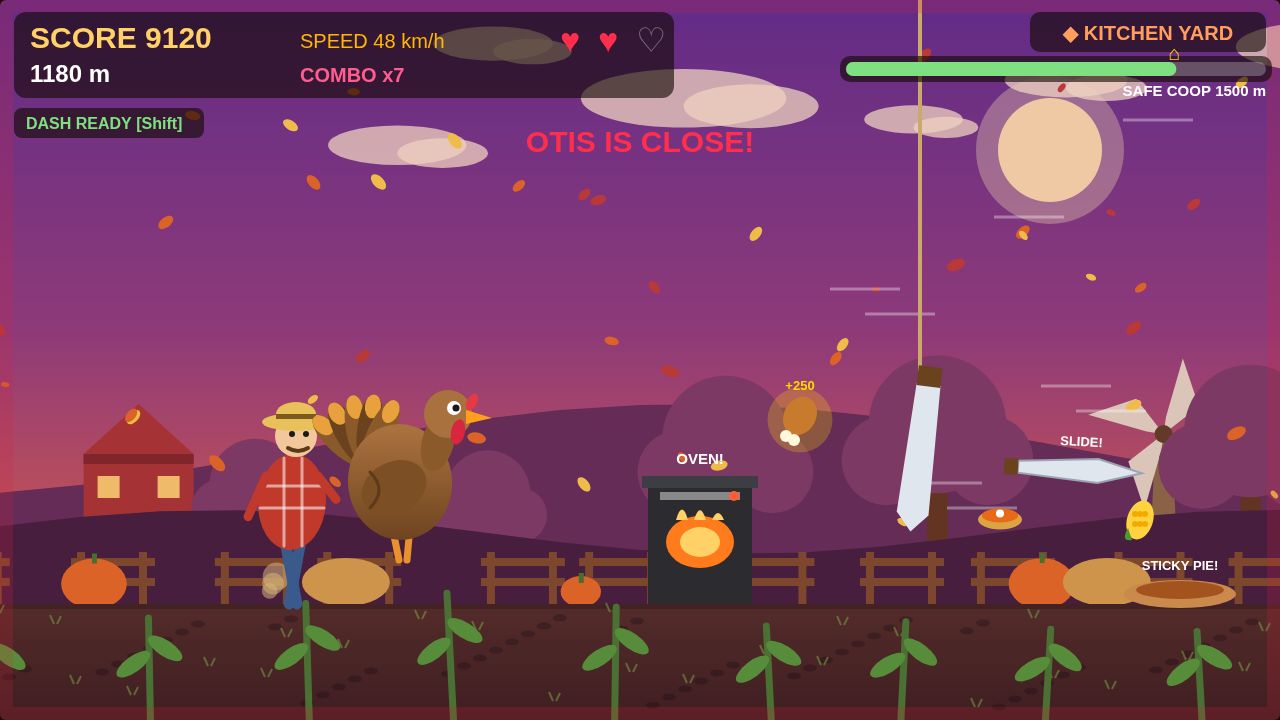 SCORE 9120
SPEED 48 km/h
1180 m
COMBO x7
◆ KITCHEN YARD
SAFE COOP 1500 m
DASH READY [Shift]
OTIS IS CLOSE!
+250
SLIDE!
OVEN!
STICKY PIE!